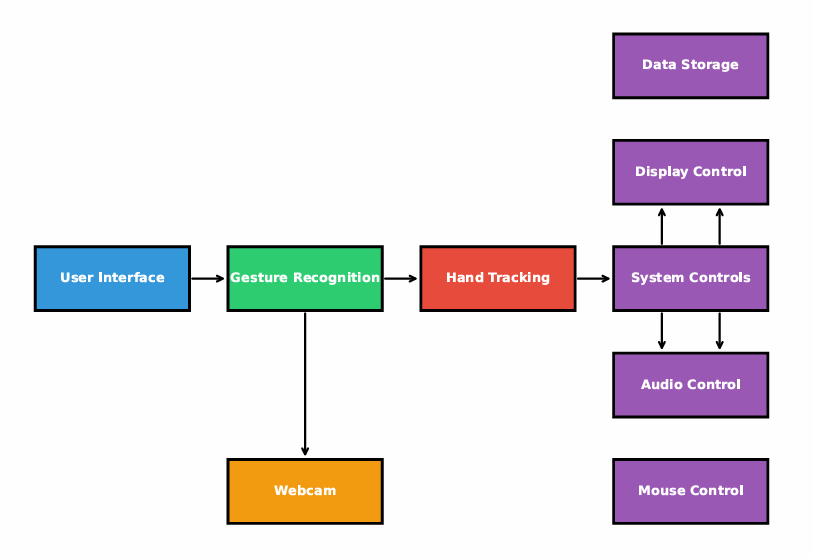 Data Storage
Display Control
User Interface
Gesture Recognition
Hand Tracking
System Controls
Audio Control
Webcam
Mouse Control